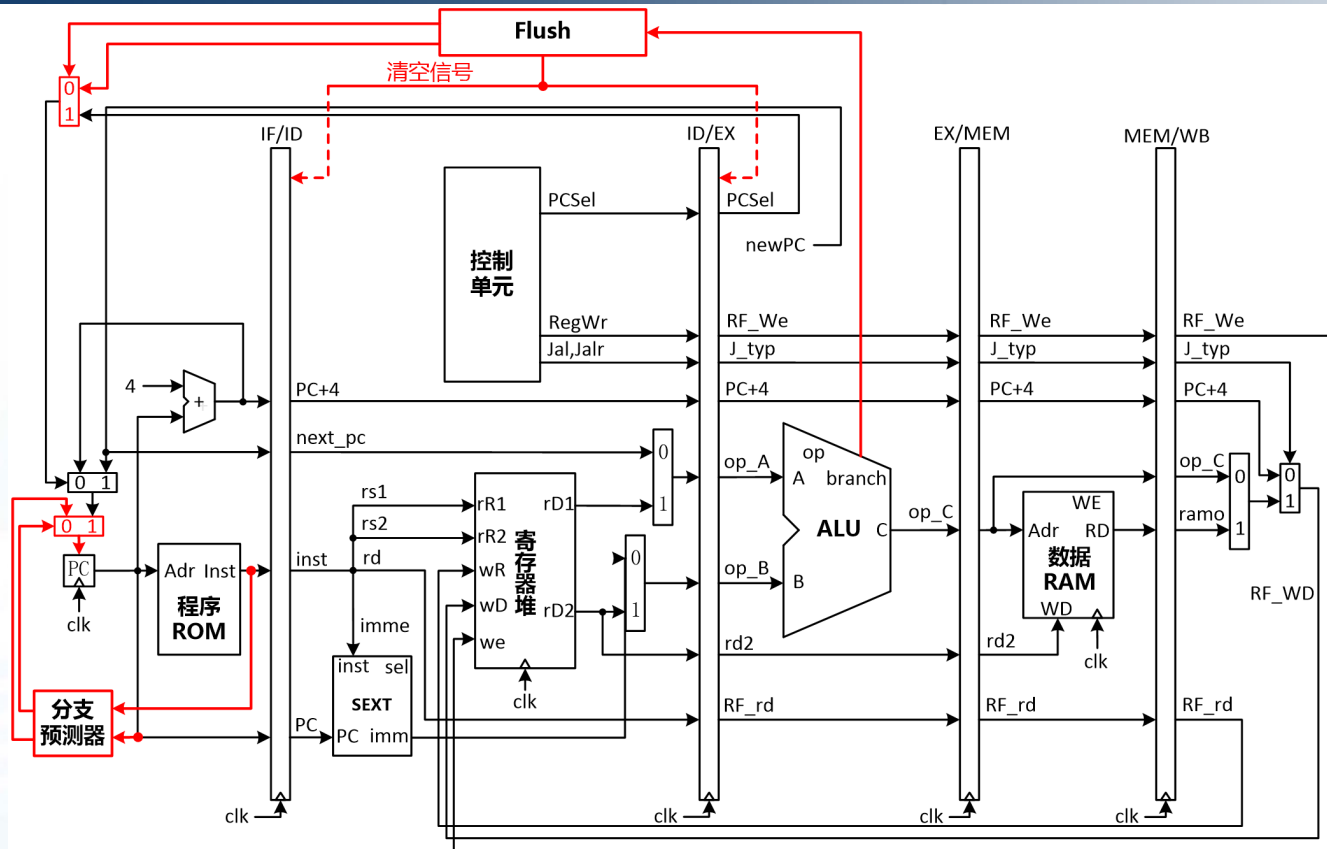 Flush
清空信号
0
1
IF/ID
ID/EX
EX/MEM
MEM/WB
PCSel
PCSel
newPC
控制
单元
RegWr
RF_We
RF_We
RF_We
Jal,Jalr
J_typ
J_typ
J_typ
4
+
PC+4
PC+4
PC+4
PC+4
next_pc
0
1
0 1
0 1
PC
clk
Adr Inst
程序
ROM
inst
rs1
rs2
rd
imme
rR1
rR2
wR
wD
we
rD1
rD2
寄存器堆
clk
0
1
op_A
op_B
op
A
branch
ALU
C
B
op_C
WE
Adr
RD
数据
RAM
WD
clk
op_C
ramo
0
1
0
1
RF_WD
rd2
rd2
inst sel
SEXT
PC imm
PC
分支
预测器
RF_rd
RF_rd
RF_rd
clk
clk
clk
clk